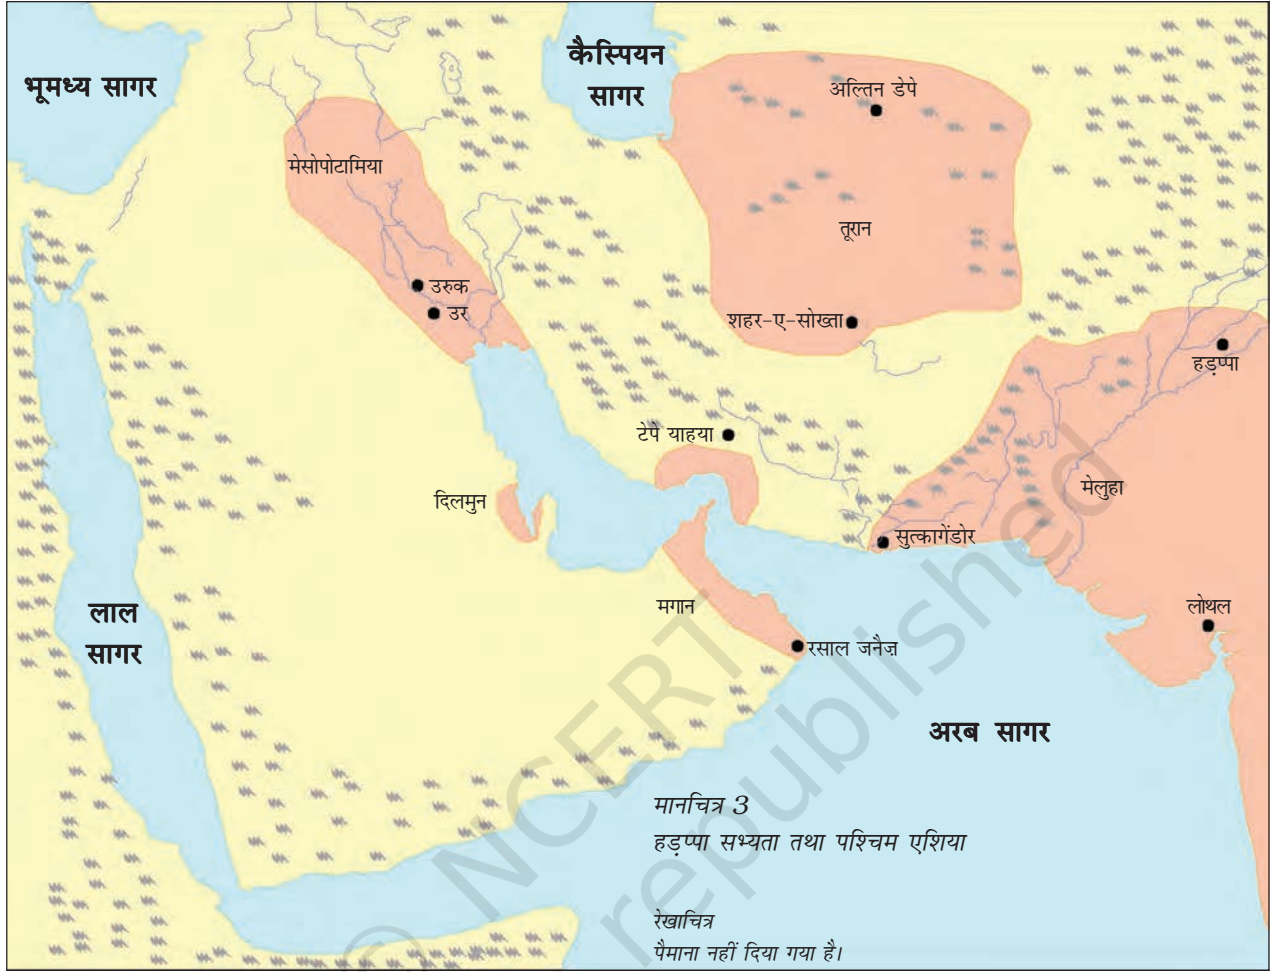 भूमध्य सागर
कैस्पियन
सागर
अल्तिन डेपे
मेसोपोटामिया
तूरान
उरुक
उर
शहर-ए-सोख्ता
हड़प्पा
टेपे याहया
दिलमुन
मेलुहा
सुत्कागेंडोर
मगान
लाल
सागर
लोथल
रसाल जनैज़
अरब सागर
मानचित्र 3
हड़प्पा सभ्यता तथा पश्चिम एशिया
रेखाचित्र
पैमाना नहीं दिया गया है।
© NCERT
republished